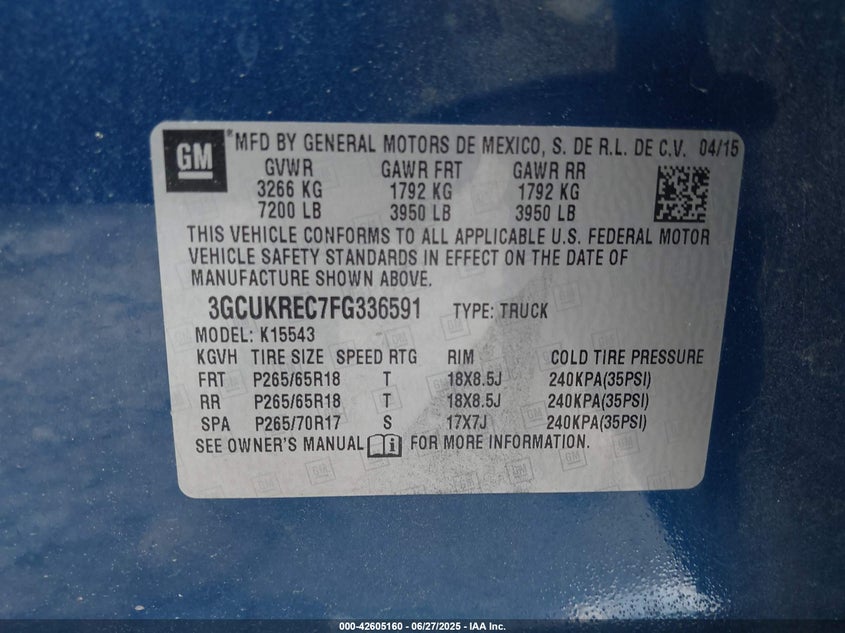 GM ® MFD BY GENERAL MOTORS DE MEXICO, S. DE R.L. DE C.V. 04/15
GVWR GAWR FRT GAWR RR
3266 KG 1792 KG 1792 KG
7200 LB 3950 LB 3950 LB
THIS VEHICLE CONFORMS TO ALL APPLICABLE U.S. FEDERAL MOTOR
VEHICLE SAFETY STANDARDS IN EFFECT ON THE DATE OF
MANUFACTURE SHOWN ABOVE.
3GCUKREC7FG336591 TYPE: TRUCK
MODEL: K15543
KGVH TIRE SIZE SPEED RTG RIM COLD TIRE PRESSURE
FRT P265/65R18 T 18X8.5J 240KPA(35PSI)
RR P265/65R18 T 18X8.5J 240KPA(35PSI)
SPA P265/70R17 S 17X7J 240KPA(35PSI)
SEE OWNER'S MANUAL i FOR MORE INFORMATION.
000-42605160 - 06/27/2025 - IAA Inc.